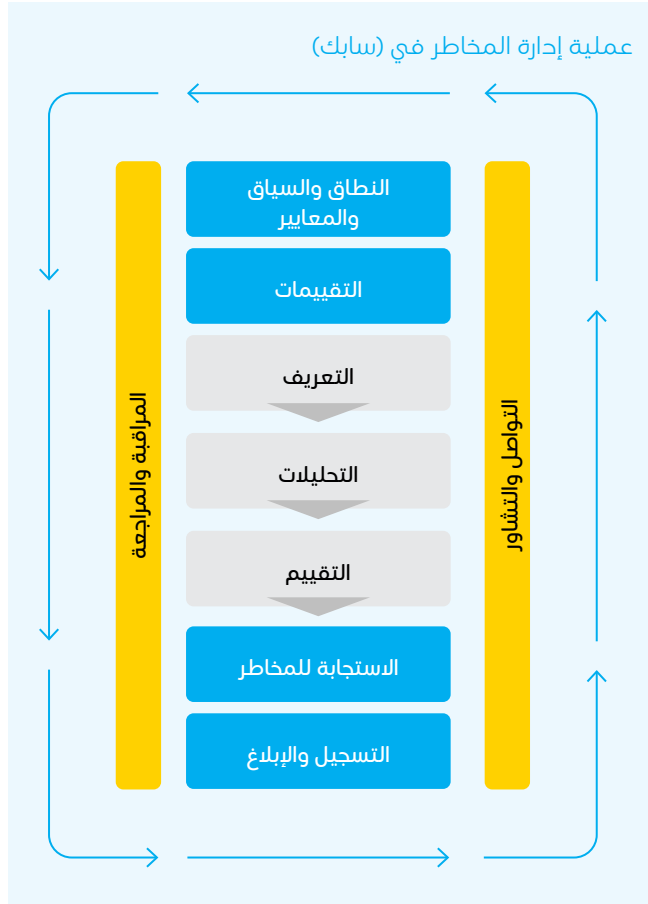 عملية إدارة المخاطر في (سابك)
النطاق والسياق
والمعايير
التقييمات
التعريف
التحليلات
التقييم
الاستجابة للمخاطر
التسجيل والإبلاغ
التواصل والتشاور
المراقبة والمراجعة